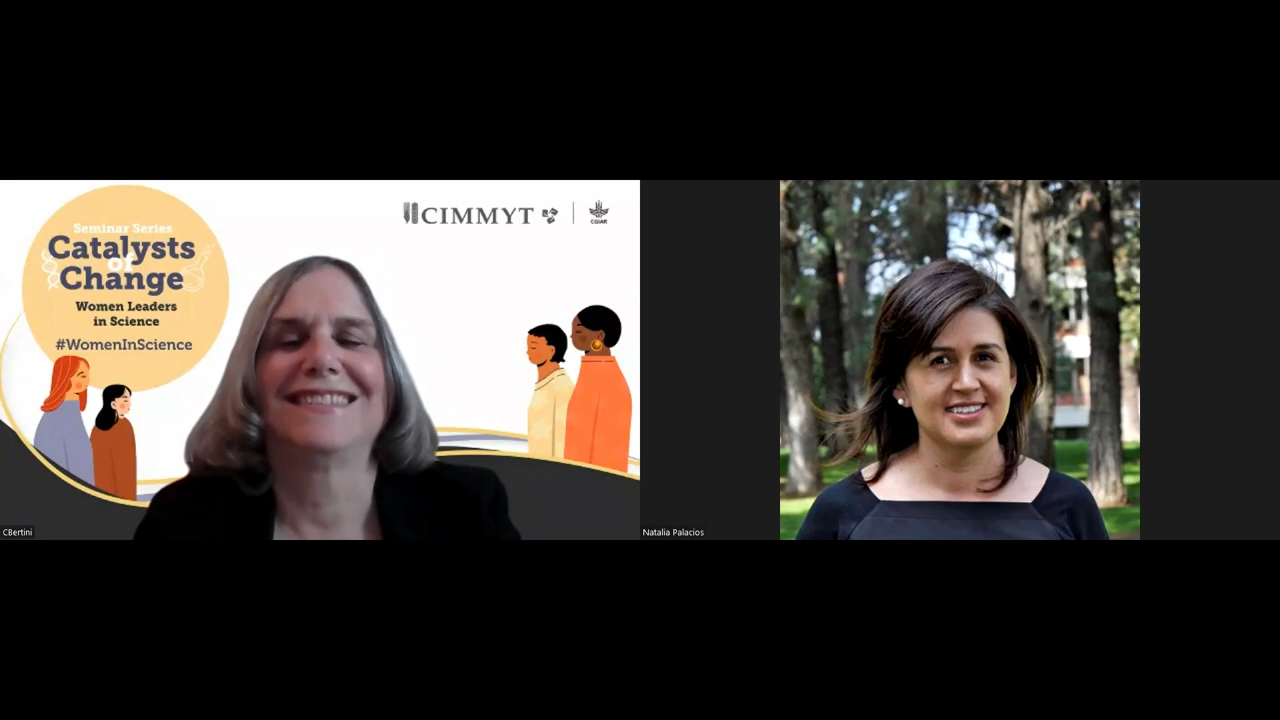 Seminar Series
Catalysts
of
Change
Women Leaders
in Science
#WomenInScience
CIMMYT
CGIAR
CBertini
Natalia Palacios